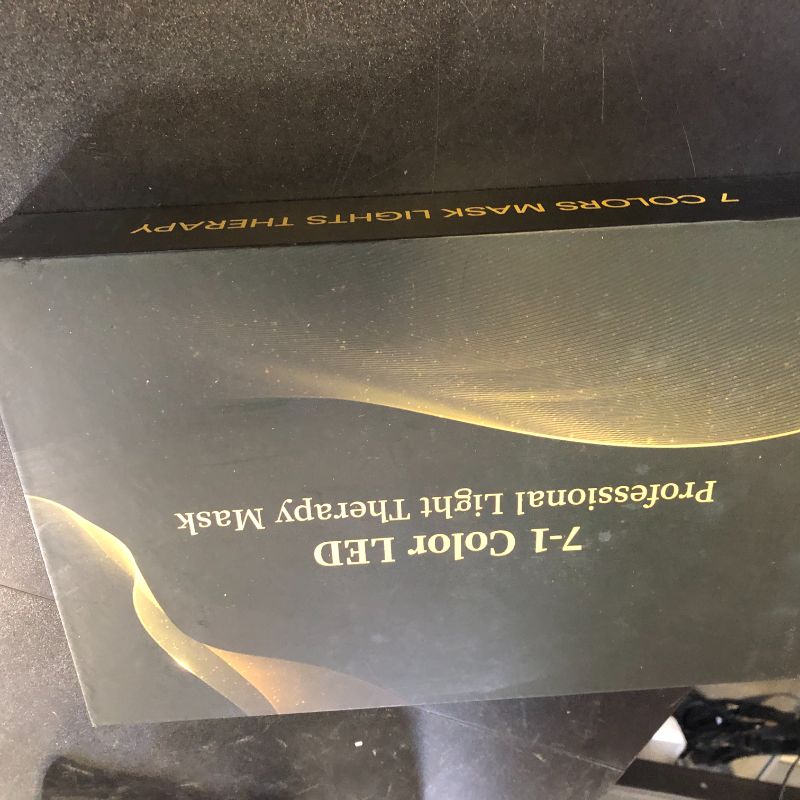 7-1 Color LED
Professional Light Therapy Mask
7 COLORS MASK LIGHTS THERAPY